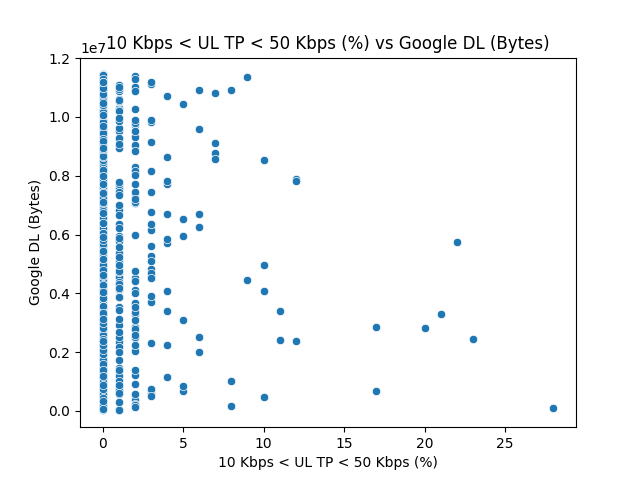 1e7
10 Kbps < UL TP < 50 Kbps (%) vs Google DL (Bytes)
1.2
1.0
0.8
0.6
0.4
0.2
0.0
Google DL (Bytes)
0 5 10 15 20 25
10 Kbps < UL TP < 50 Kbps (%)